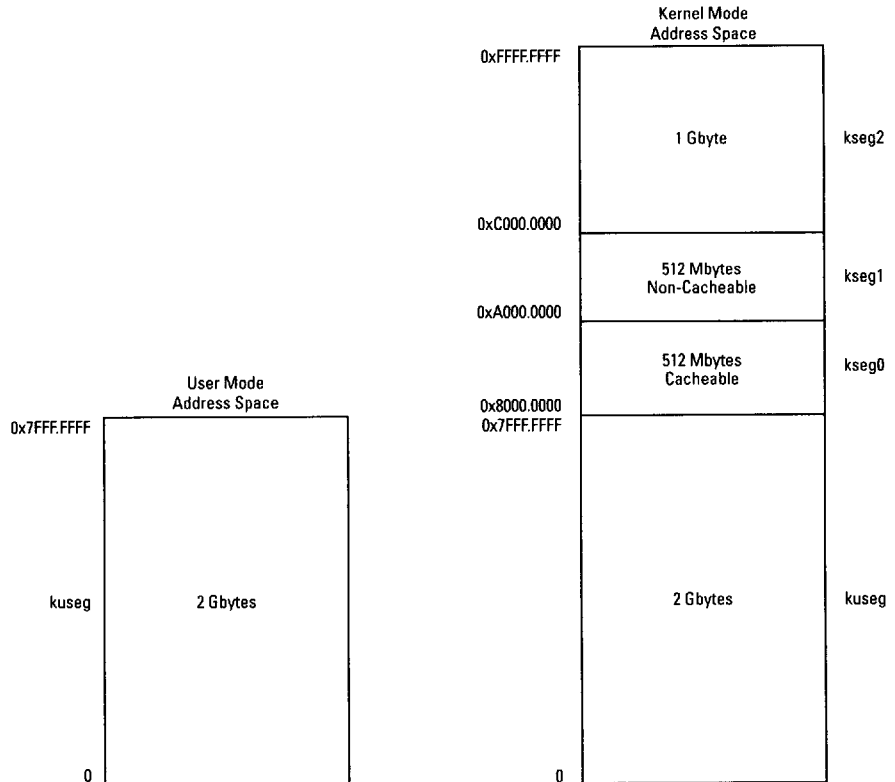 Kernel Mode
Address Space
0xFFFF.FFFF
1 Gbyte
kseg2
0xC000.0000
512 Mbytes
Non-Cacheable
kseg1
0xA000.0000
512 Mbytes
Cacheable
kseg0
0x8000.0000
0x7FFF.FFFF
2 Gbytes
kuseg
0
User Mode
Address Space
0x7FFF.FFFF
kuseg
2 Gbytes
0